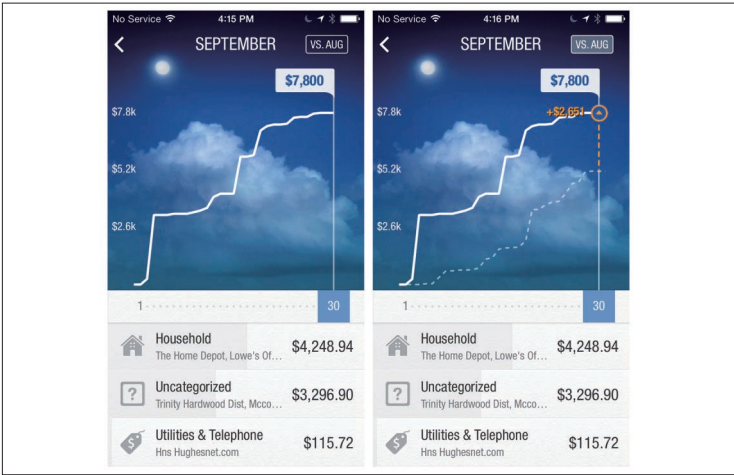 No Service 4:15 PM
SEPTEMBER VS. AUG
$7,800
$7.8k
$5.2k
$2.6k
1 30
Household
The Home Depot, Lowe's Of... $4,248.94
Uncategorized
Trinity Hardwood Dist, Mcco... $3,296.90
Utilities & Telephone
Hns Hughesnet.com $115.72
No Service 4:16 PM
SEPTEMBER VS. AUG
$7,800
$7.8k +$2,651
$5.2k
$2.6k
1 30
Household
The Home Depot, Lowe's Of... $4,248.94
Uncategorized
Trinity Hardwood Dist, Mcco... $3,296.90
Utilities & Telephone
Hns Hughesnet.com $115.72